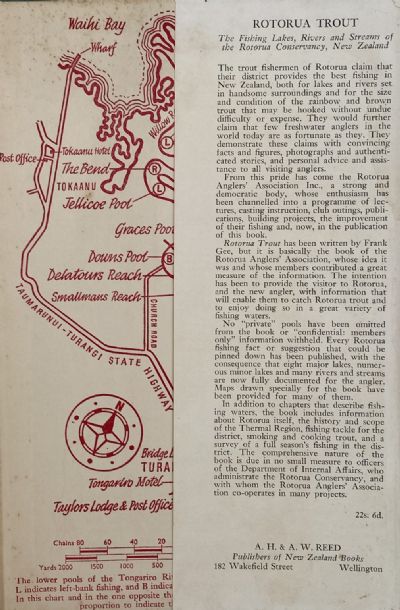 Waihi Bay
Wharf
Willow
L
Post Office
Tokaanu Hotel
The Bend
TOKAANU
R
L
Jellicoe Pool
Graces Poo
Downs Pool
8
Delatours Reach
Smallmans Reach
CHURCH ROAD
TAUMARUNUI-TURANGI STATE HIGHWAY
N
Bridge L
TURA
Tongariro Motel
Taylors Lodge & Post Office
Chains 80 60 40 20
Yards 2000 1500 1000 500
The lower pools of the Tongariro Ri
L indicates left-bank fishing, and B indica
In this chart and in the one opposite th
proportion to indicate t
ROTORUA TROUT
The Fishing Lakes, Rivers and Streams of
the Rotorua Conservancy, New Zealand
The trout fishermen of Rotorua claim that
their district provides the best fishing in
New Zealand, both for lakes and rivers set
in handsome surroundings and for the size
and condition of the rainbow and brown
trout that may be hooked without undue
difficulty or expense. They would further
claim that few freshwater anglers in the
world today are as fortunate as they. They
demonstrate these claims with convincing
facts and figures, photographs and authenti-
cated stories, and personal advice and assis-
tance to all visiting anglers.
From this pride has come the Rotorua
Anglers' Association Inc., a strong and
democratic body, whose enthusiasm has
been channelled into a programme of lec-
tures, casting instruction, club outings, publi-
cations, building projects, the improvement
of their fishing and, now, in the publication
of this book.
Rotorua Trout has been written by Frank
Gee, but it is basically the book of the
Rotorua Anglers' Association, whose idea it
was and whose members contributed a great
measure of the information. The intention
has been to provide the visitor to Rotorua,
and the new angler, with information that
will enable them to catch Rotorua trout and
to enjoy doing so in a great variety of
fishing waters.
No "private" pools have been omitted
from the book or "confidential: members
only" information withheld. Every Rotorua
fishing fact or suggestion that could be
pinned down has been published, with the
consequence that eight major lakes, numer-
ous minor lakes and many rivers and streams
are now fully documented for the angler.
Maps drawn specially for the book have
been provided for many of them.
In addition to chapters that describe fish-
ing waters, the book includes information
about Rotorua itself, the history and scope
of the Thermal Region, fishing tackle for the
district, smoking and cooking trout, and a
survey of a full season's fishing in the dis-
trict. The comprehensive nature of the
book is due in no small measure to officers
of the Department of Internal Affairs, who
administrate the Rotorua Conservancy, and
with whom the Rotorua Anglers' Associa-
tion co-operates in many projects.
22s. 6d.
A. H. & A. W. REED
Publishers of New Zealand Books
182 Wakefield Street Wellington